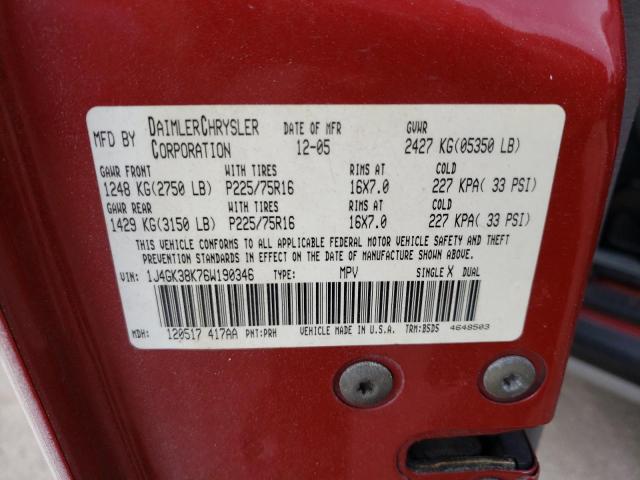 MFD BY DAIMLERCHRYSLER CORPORATION DATE OF MFR 12-05 GVWR 2427 KG(05350 LB)
GAWR FRONT WITH TIRES RIMS AT COLD
1248 KG(2750 LB) P225/75R16 16X7.0 227 KPA( 33 PSI)
GAWR REAR WITH TIRES RIMS AT COLD
1429 KG(3150 LB) P225/75R16 16X7.0 227 KPA( 33 PSI)
THIS VEHICLE CONFORMS TO ALL APPLICABLE FEDERAL MOTOR VEHICLE SAFETY AND THEFT
PREVENTION STANDARDS IN EFFECT ON THE DATE OF MANUFACTURE SHOWN ABOVE.
VIN: 1J4GK38K76W190346 TYPE: MPV SINGLE X DUAL
MDH: 120517 417AA PNT:PRH VEHICLE MADE IN U.S.A. TRM:B5D5 4648503